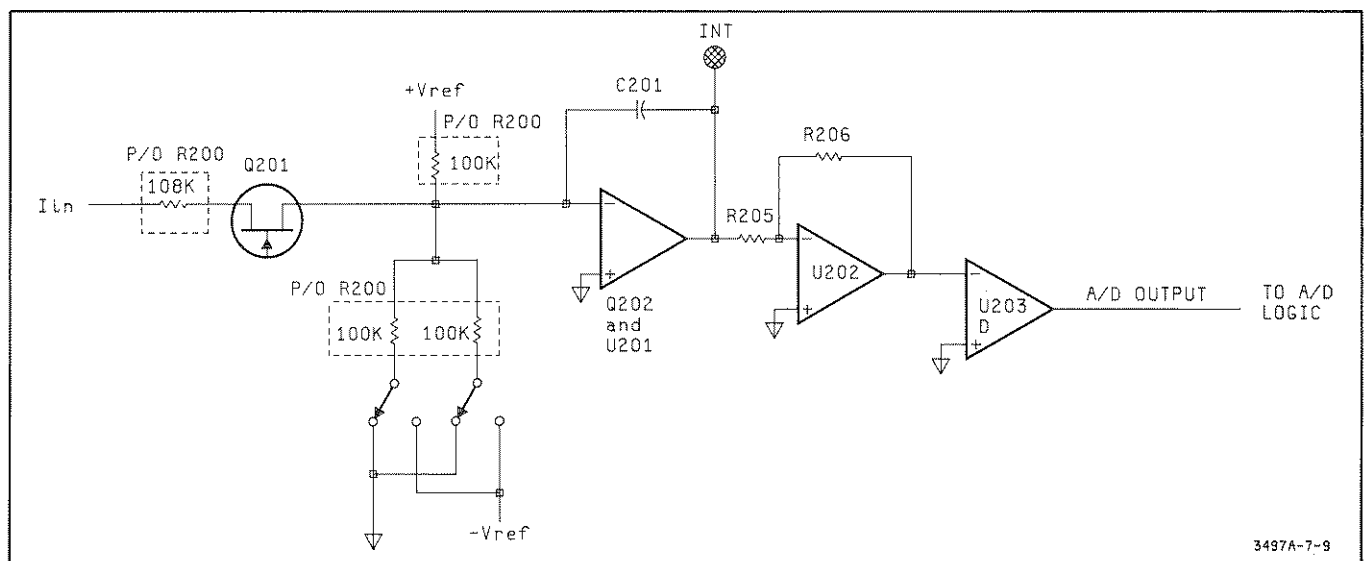 INT
C201
+Vref
P/O R200
100K
R206
P/O R200
Q201
108K
Iin
R205
-
+
Q202
and
U201
-
U202
+
-
U203
D
+
A/D OUTPUT
TO A/D
LOGIC
P/O R200
100K
100K
-Vref
3497A-7-9